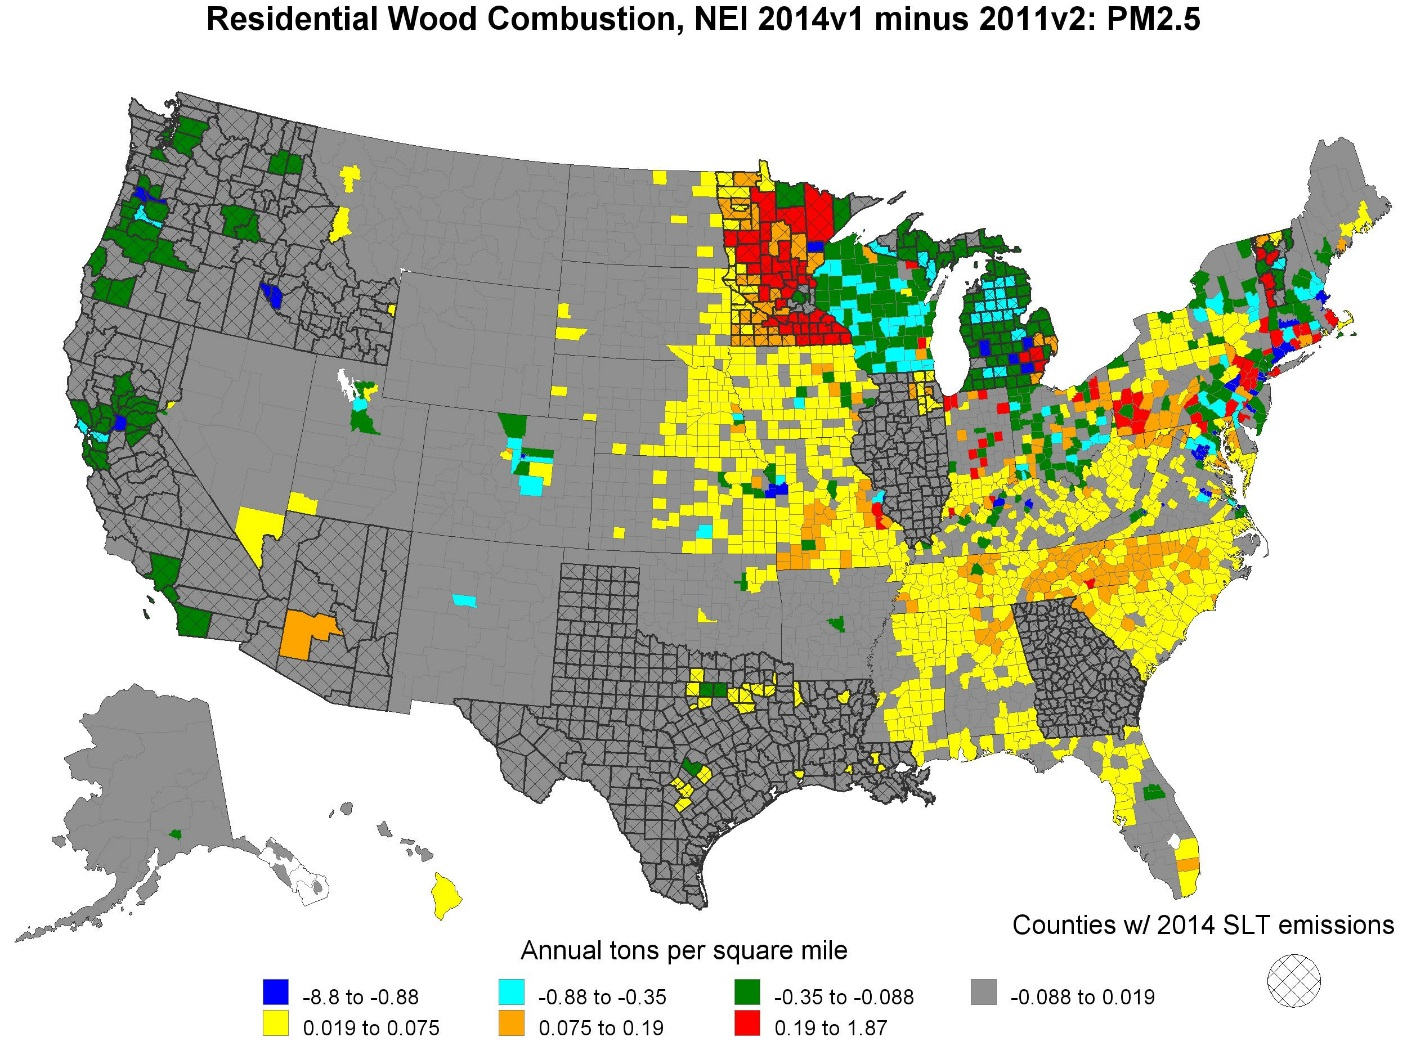 Residential Wood Combustion, NEI 2014v1 minus 2011v2: PM2.5
Counties w/ 2014 SLT emissions
Annual tons per square mile
-8.8 to -0.88
-0.88 to -0.35
-0.35 to -0.088
-0.088 to 0.019
0.019 to 0.075
0.075 to 0.19
0.19 to 1.87